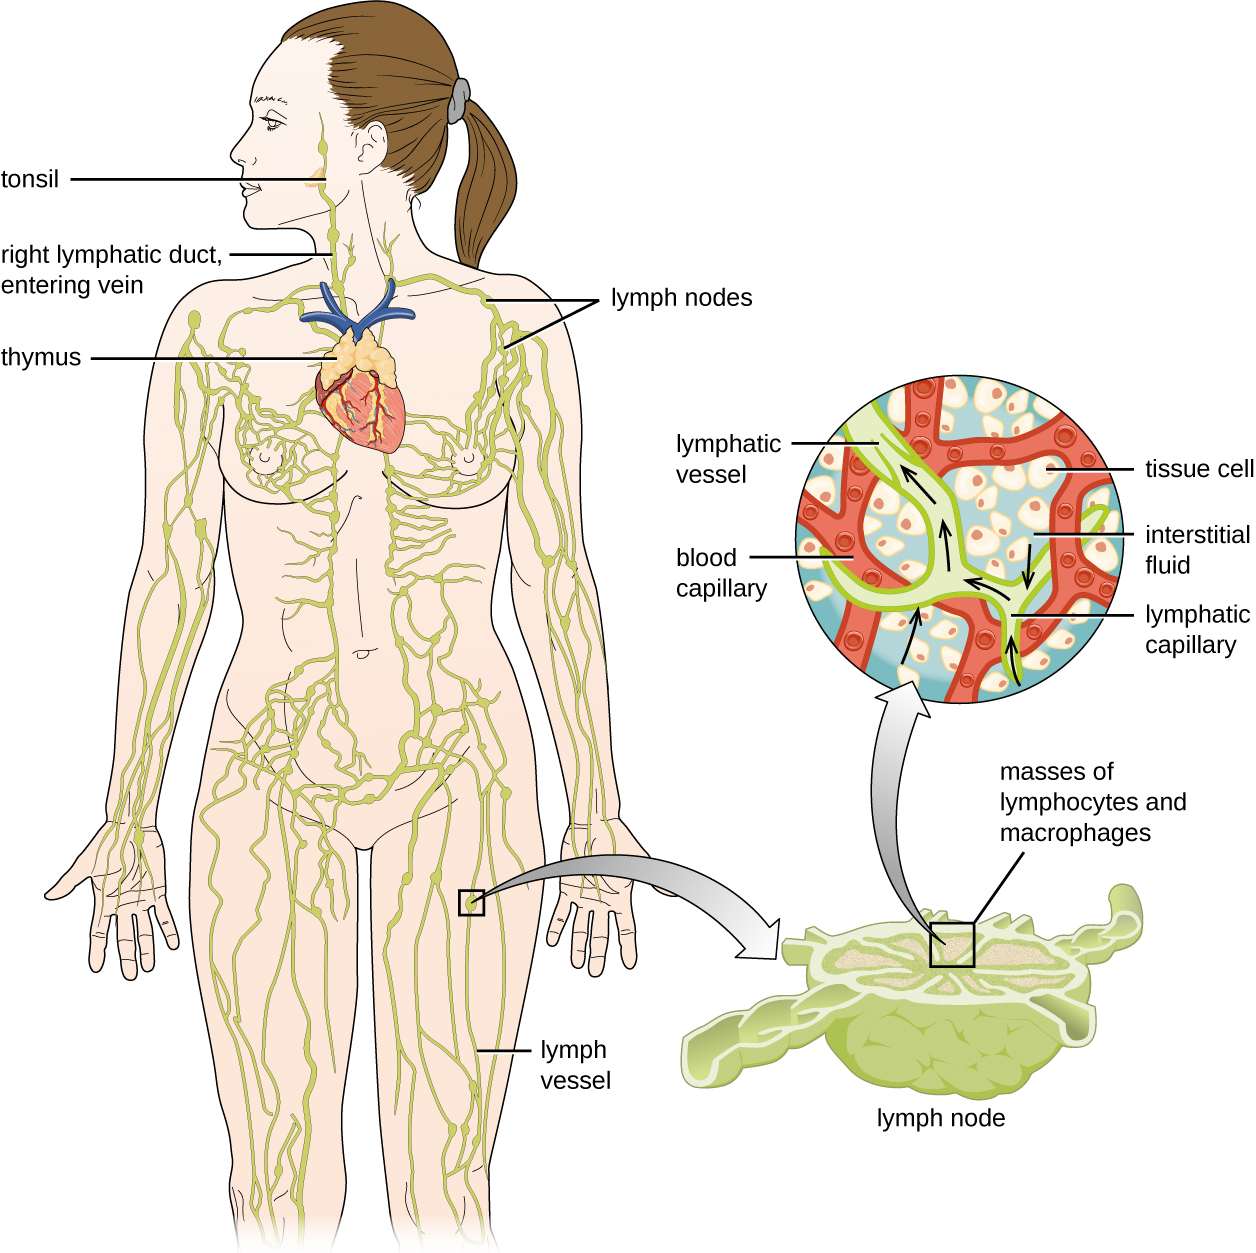 tonsil
right lymphatic duct,
entering vein
thymus
lymph nodes
lymphatic
vessel
blood
capillary
tissue cell
interstitial
fluid
lymphatic
capillary
masses of
lymphocytes and
macrophages
lymph
vessel
lymph node